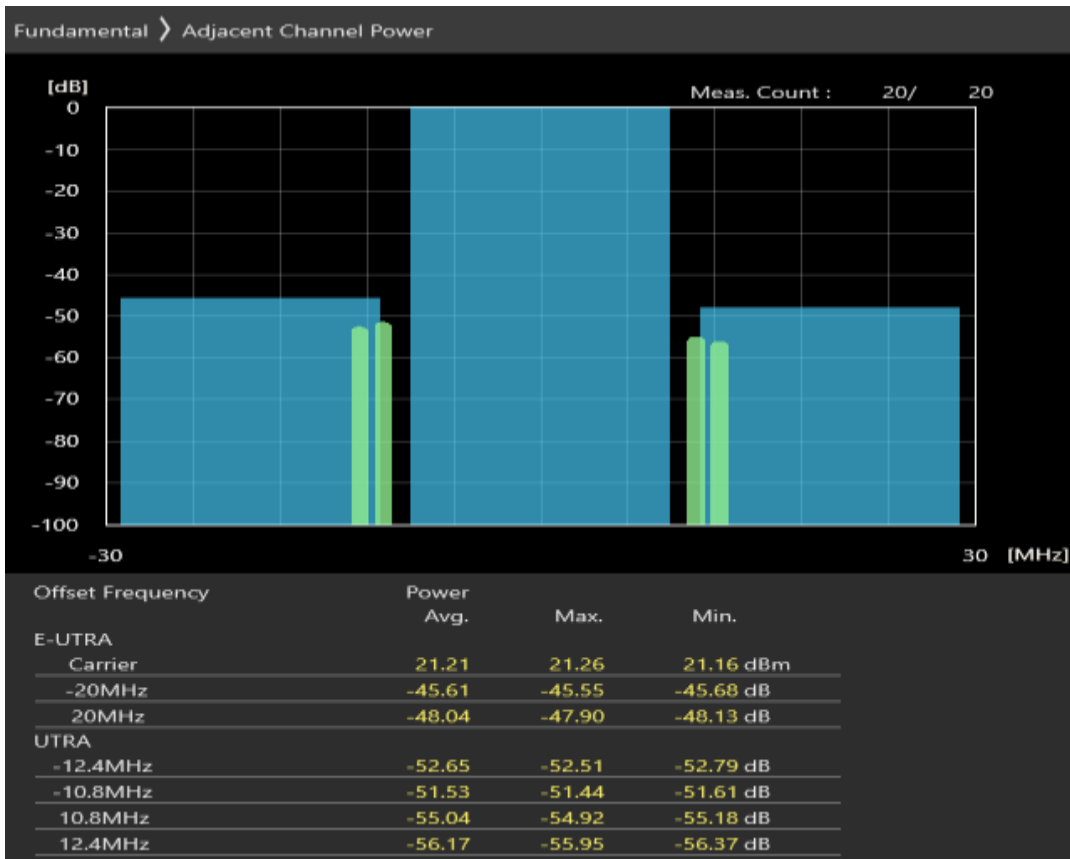 Fundamental 〉 Adjacent Channel Power
[dB]
Meas. Count : 20/ 20
0
-10
-20
-30
-40
-50
-60
-70
-80
-90
-100
-30 30 [MHz]
Offset Frequency Power
Avg. Max. Min.
E-UTRA
Carrier 21.21 21.26 21.16 dBm
-20MHz -45.61 -45.55 -45.68 dB
20MHz -48.04 -47.90 -48.13 dB
UTRA
-12.4MHz -52.65 -52.51 -52.79 dB
-10.8MHz -51.53 -51.44 -51.61 dB
10.8MHz -55.04 -54.92 -55.18 dB
12.4MHz -56.17 -55.95 -56.37 dB